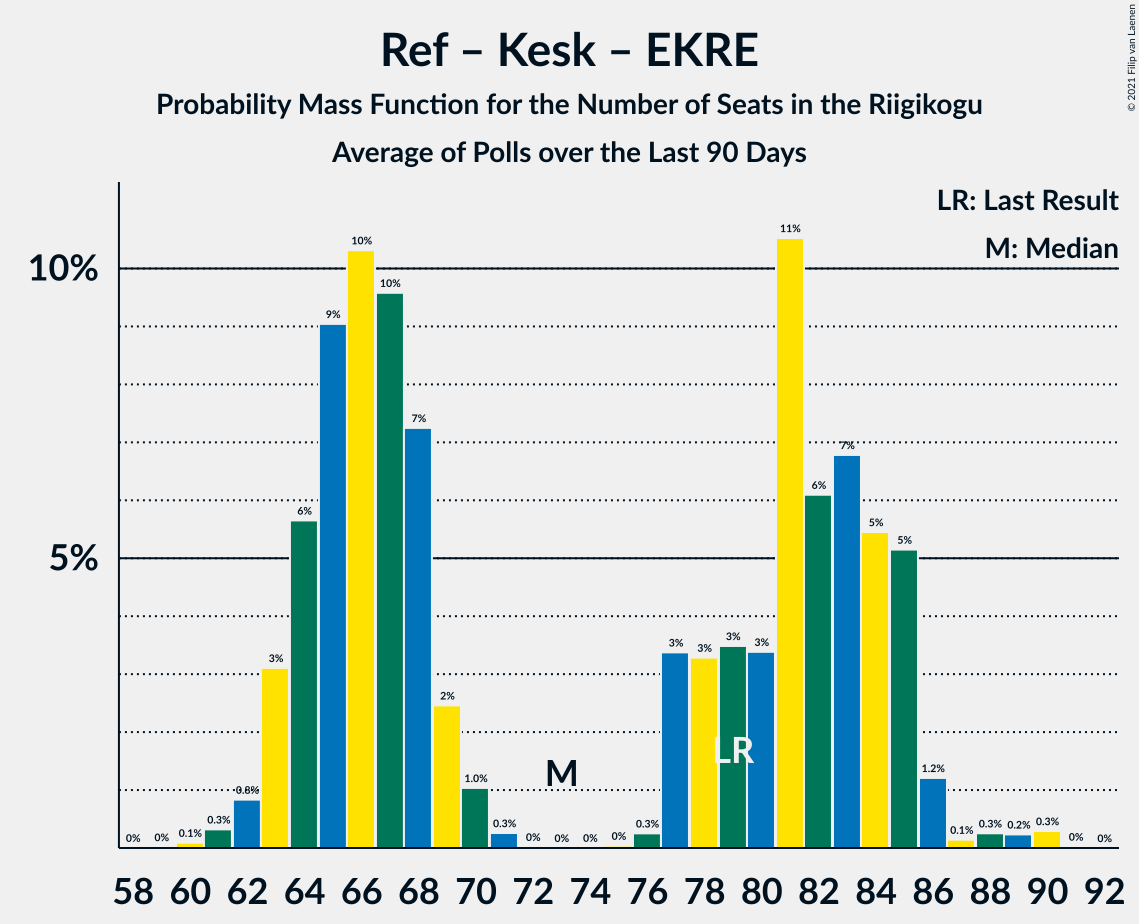 Ref – Kesk – EKRE
Probability Mass Function for the Number of Seats in the Riigikogu
Average of Polls over the Last 90 Days
© 2021 Filip van Laenen
LR: Last Result
M: Median
10%
5%
0% 0% 0.1% 0.3% 0.8% 3% 6% 9% 10% 10% 7% 2% 1.0% 0.3% 0% 0% 0% 0% 0.3% 3% 3% 3% 3% 11% 6% 7% 5% 5% 1.2% 0.1% 0.3% 0.2% 0.3% 0% 0%
M
LR
58 60 62 64 66 68 70 72 74 76 78 80 82 84 86 88 90 92